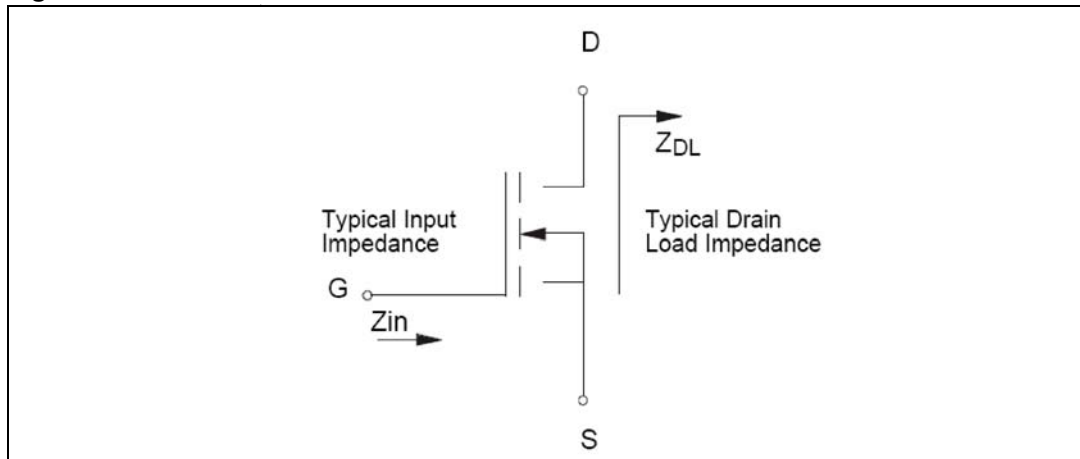 D
ZDL
Typical Input
Impedance
Typical Drain
Load Impedance
G
Zin
S